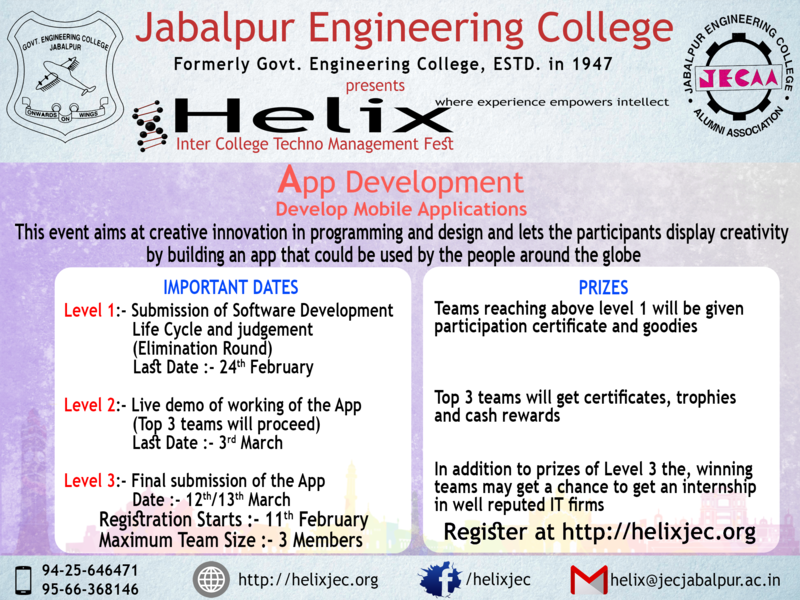 GOVT. ENGINEERING COLLEGE
JABALPUR
ONWARDS ON WINGS
Jabalpur Engineering College
Formerly Govt. Engineering College, ESTD. in 1947
presents
Helix
where experience empowers intellect
Inter College Techno Management Fest
JABALPUR ENGINEERING COLLEGE
JECAA
ALUMNI ASSOCIATION
App Development
Develop Mobile Applications
This event aims at creative innovation in programming and design and lets the participants display creativity
by building an app that could be used by the people around the globe
IMPORTANT DATES
Level 1:- Submission of Software Development
Life Cycle and judgement
(Elimination Round)
Last Date :- 24th February
Level 2:- Live demo of working of the App
(Top 3 teams will proceed)
Last Date :- 3rd March
Level 3:- Final submission of the App
Date :- 12th/13th March
Registration Starts :- 11th February
Maximum Team Size :- 3 Members
PRIZES
Teams reaching above level 1 will be given
participation certificate and goodies
Top 3 teams will get certificates, trophies
and cash rewards
In addition to prizes of Level 3 the, winning
teams may get a chance to get an internship
in well reputed IT firms
Register at http://helixjec.org
94-25-646471
95-66-368146
http://helixjec.org
f
/helixjec
helix@jecjabalpur.ac.in